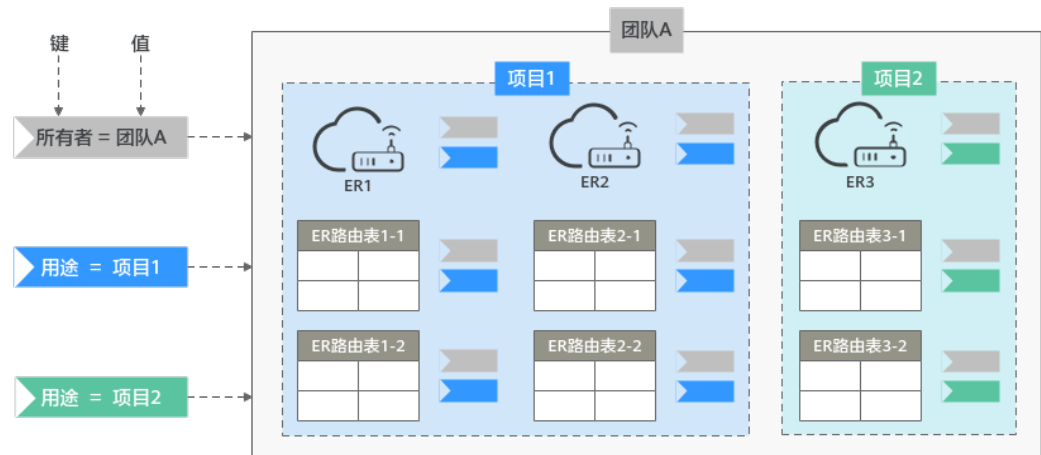 团队A
键
值
项目1
项目2
所有者 = 团队A
ER1
ER2
ER3
ER路由表1-1
ER路由表2-1
ER路由表3-1
用途 = 项目1
ER路由表1-2
ER路由表2-2
ER路由表3-2
用途 = 项目2